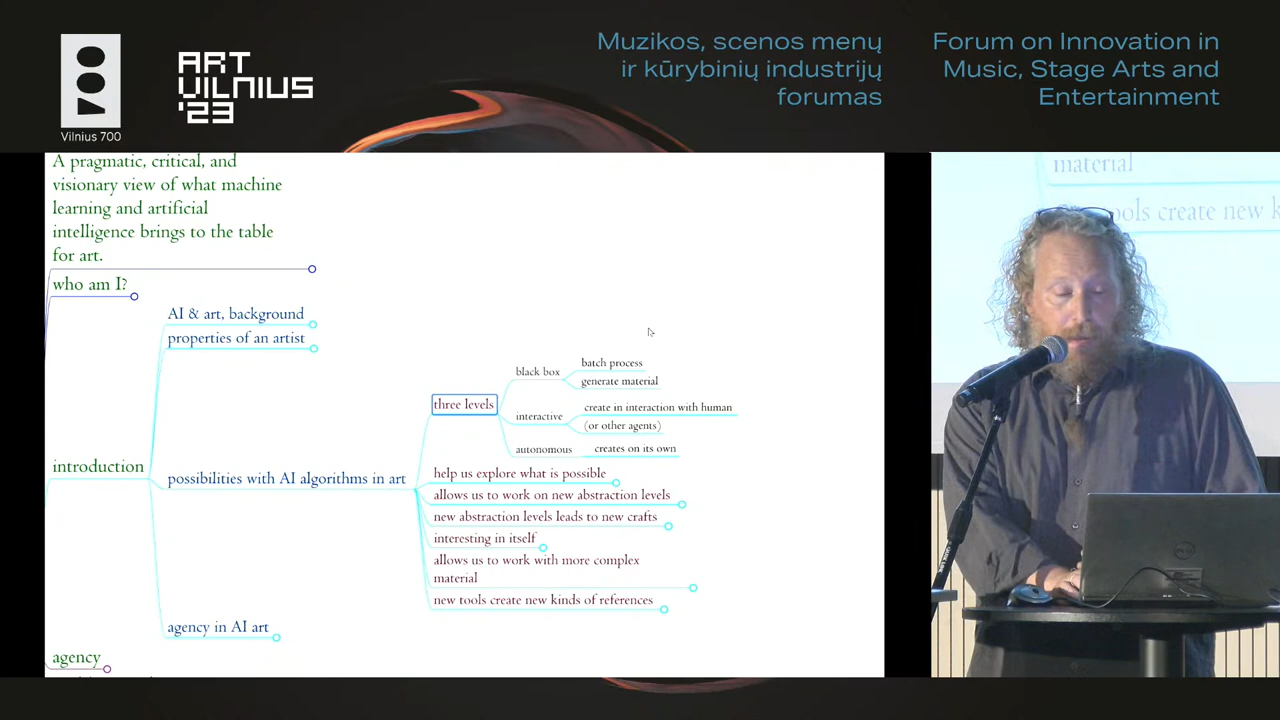 Vilnius 700
ART
VILNIUS
'23
Muzikos, scenos menų
ir kūrybinių industrijų
forumas
Forum on Innovation in
Music, Stage Arts and
Entertainment
A pragmatic, critical, and
visionary view of what machine
learning and artificial
intelligence brings to the table
for art.
who am I?
introduction
AI & art, background
properties of an artist
possibilities with AI algorithms in art
three levels
black box
batch process
generate material
interactive
create in interaction with human
(or other agents)
autonomous
creates on its own
help us explore what is possible
allows us to work on new abstraction levels
new abstraction levels leads to new crafts
interesting in itself
allows us to work with more complex
material
new tools create new kinds of references
agency in AI art
agency
material
ools create new k
DELL